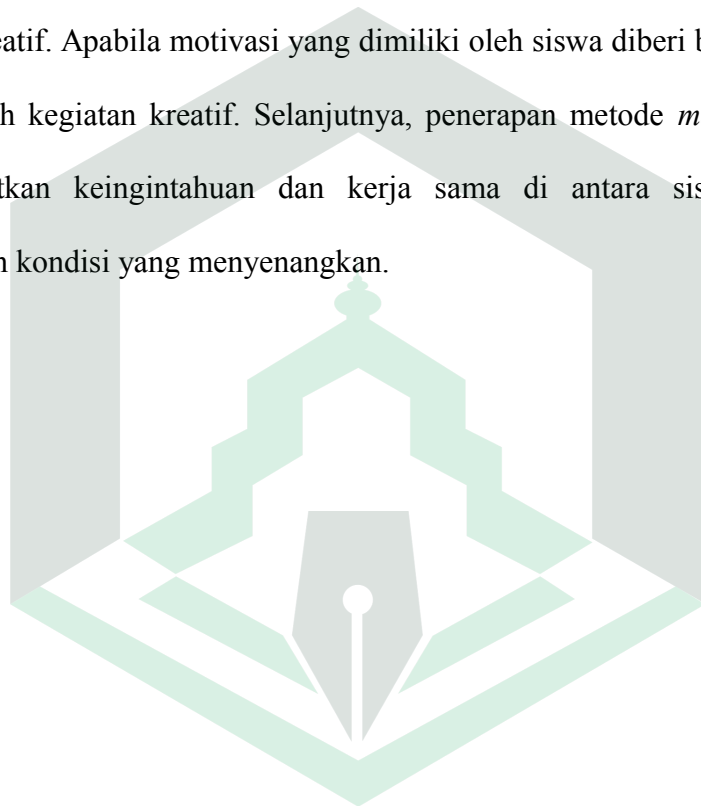 eatif. Apabila motivasi yang dimiliki oleh siswa diberi b
h kegiatan kreatif. Selanjutnya, penerapan metode m
tkan keingintahuan dan kerja sama di antara sis
n kondisi yang menyenangkan.